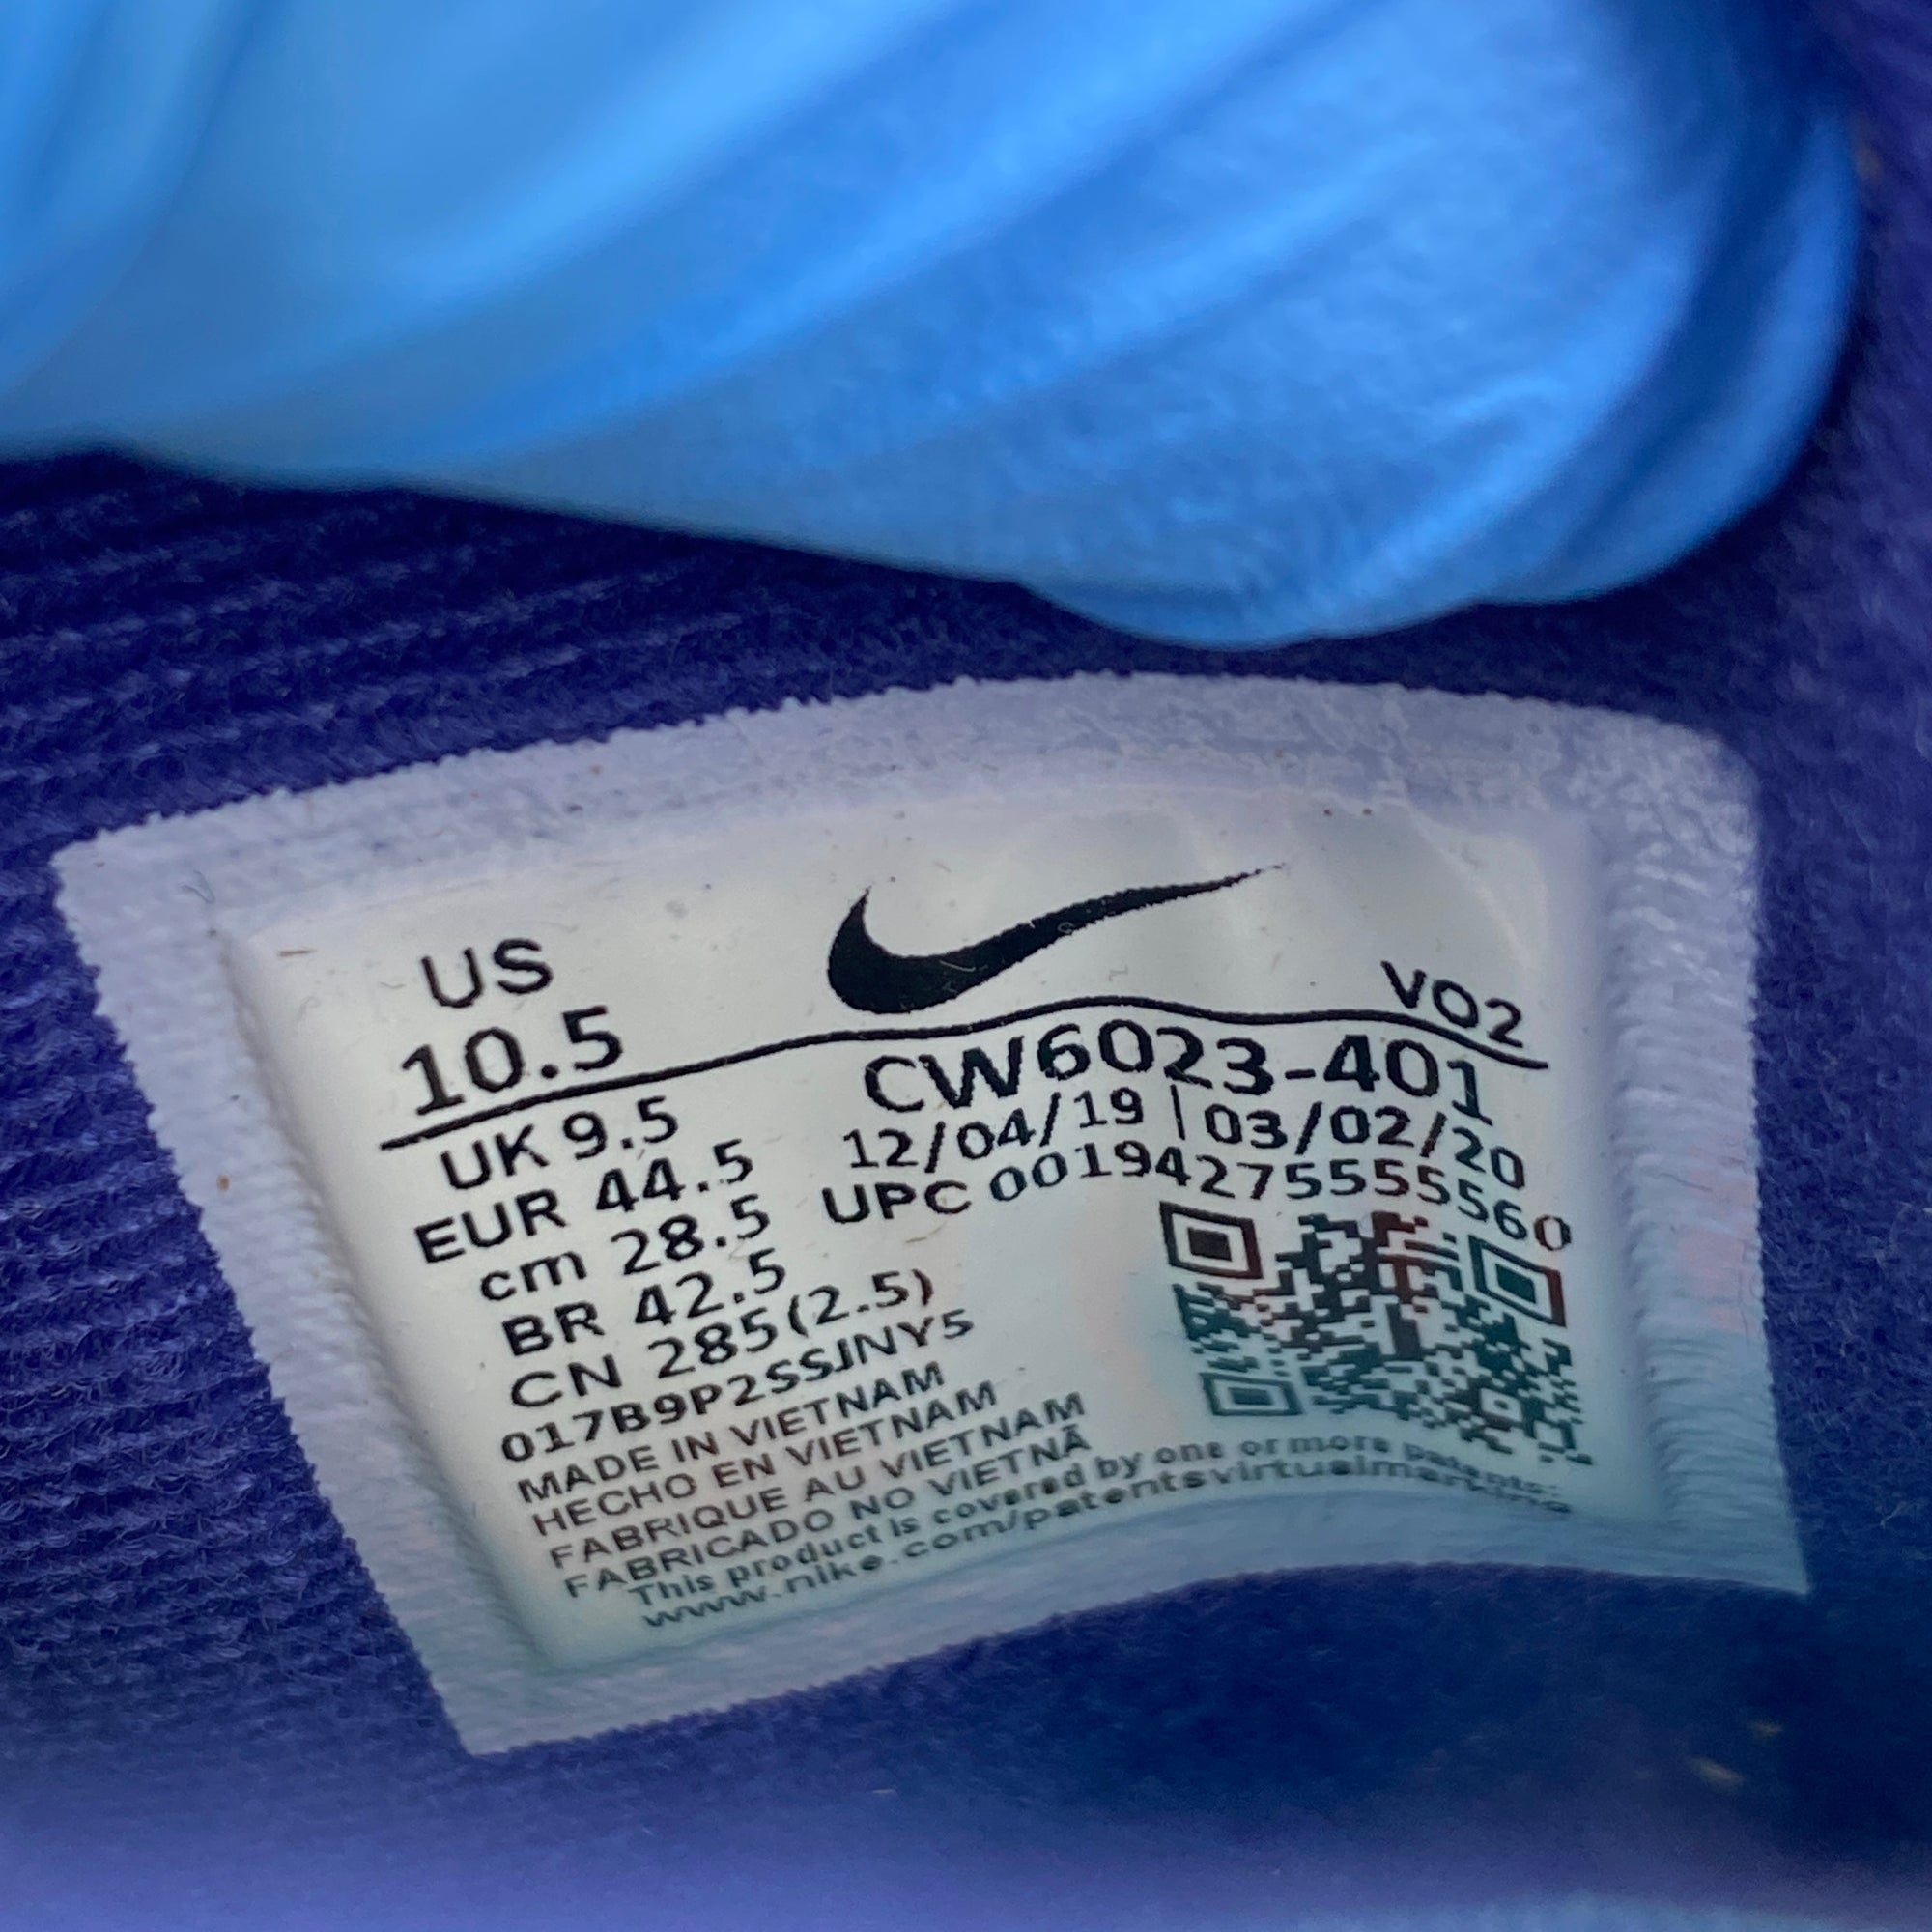 US
10.5
VO2
CW6023-401
12/04/19 | 03/02/20
UPC 00194275555560
UK 9.5
EUR 44.5
cm 28.5
BR 42.5
CN 285(2.5)
017B9P2SSJNY5
MADE IN VIETNAM
HECHO EN VIETNAM
FABRIQUE AU VIETNAM
FABRICADO NO VIETNÃ
This product is covered by one or more patents:
www.nike.com/patentsvirtualmarking